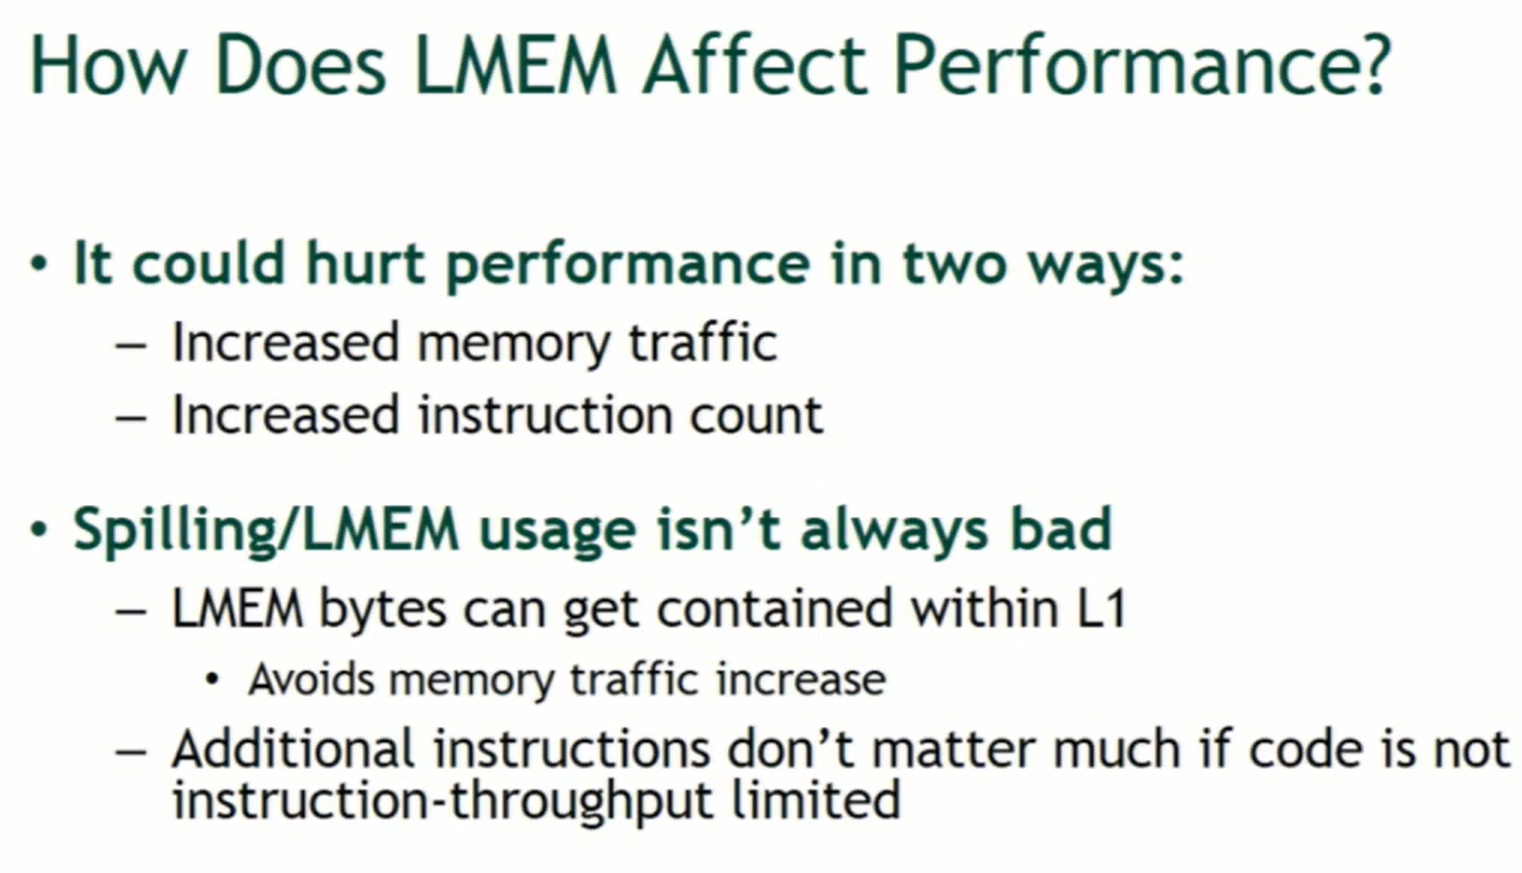 How Does LMEM Affect Performance?
• It could hurt performance in two ways:
– Increased memory traffic
– Increased instruction count
• Spilling/LMEM usage isn't always bad
– LMEM bytes can get contained within L1
• Avoids memory traffic increase
– Additional instructions don't matter much if code is not
instruction-throughput limited